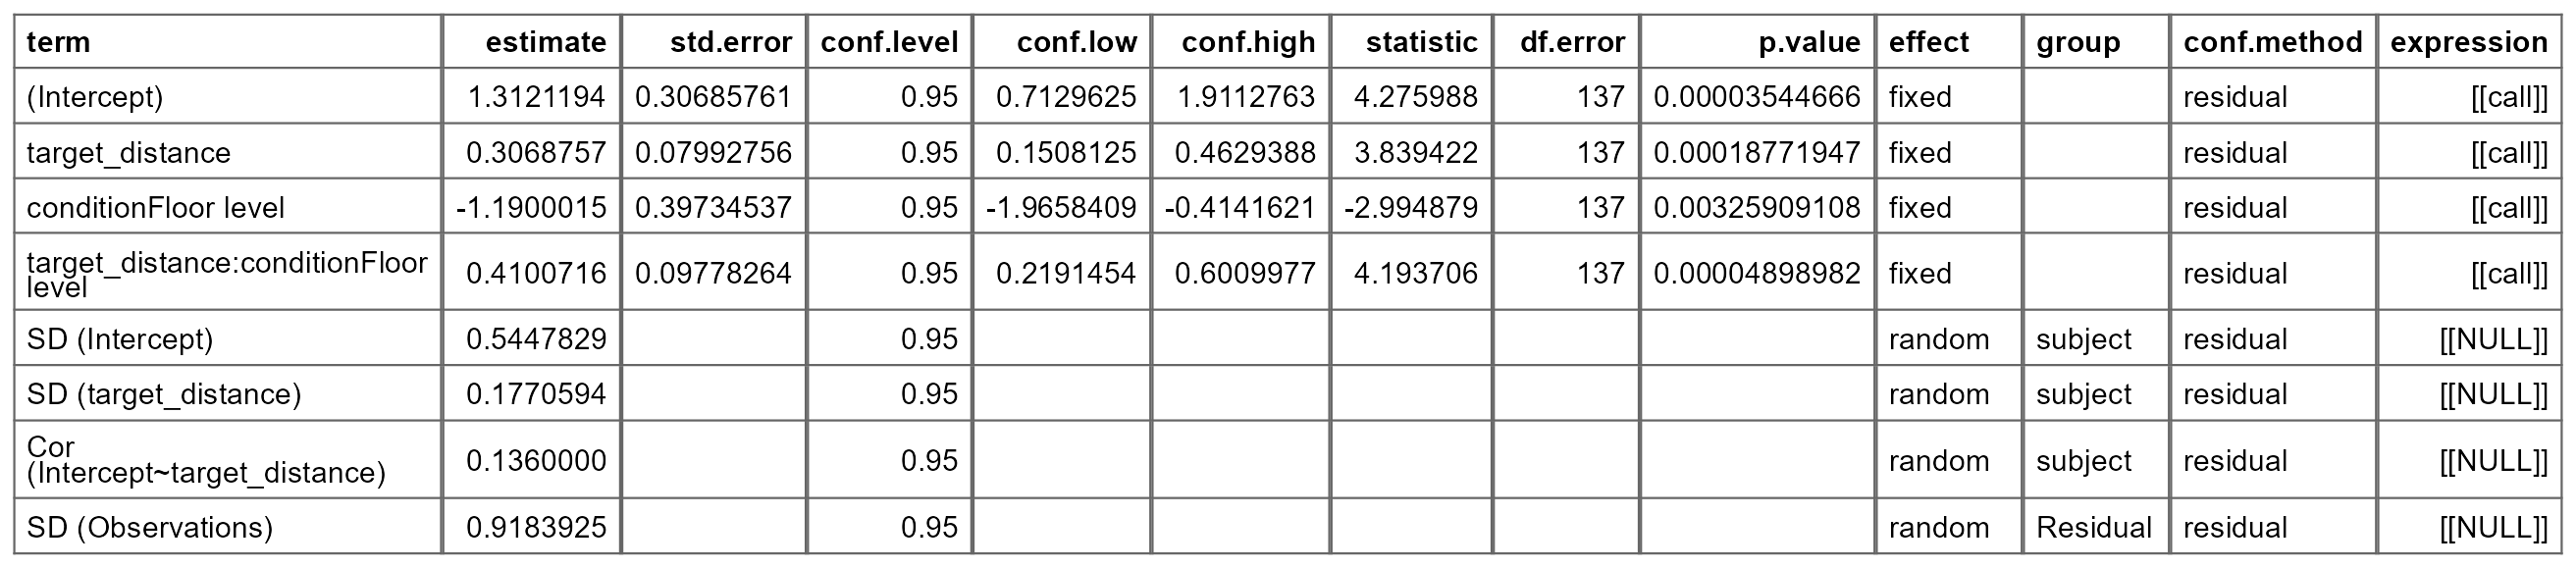 term estimate std.error conf.level conf.low conf.high statistic df.error p.value effect group conf.method expression
(Intercept) 1.3121194 0.30685761 0.95 0.7129625 1.9112763 4.275988 137 0.00003544666 fixed residual [[call]]
target_distance 0.3068757 0.07992756 0.95 0.1508125 0.4629388 3.839422 137 0.00018771947 fixed residual [[call]]
conditionFloor level -1.1900015 0.39734537 0.95 -1.9658409 -0.4141621 -2.994879 137 0.00325909108 fixed residual [[call]]
target_distance:conditionFloor
level 0.4100716 0.09778264 0.95 0.2191454 0.6009977 4.193706 137 0.00004898982 fixed residual [[call]]
SD (Intercept) 0.5447829 0.95 random subject residual [[NULL]]
SD (target_distance) 0.1770594 0.95 random subject residual [[NULL]]
Cor
(Intercept~target_distance) 0.1360000 0.95 random subject residual [[NULL]]
SD (Observations) 0.9183925 0.95 random Residual residual [[NULL]]